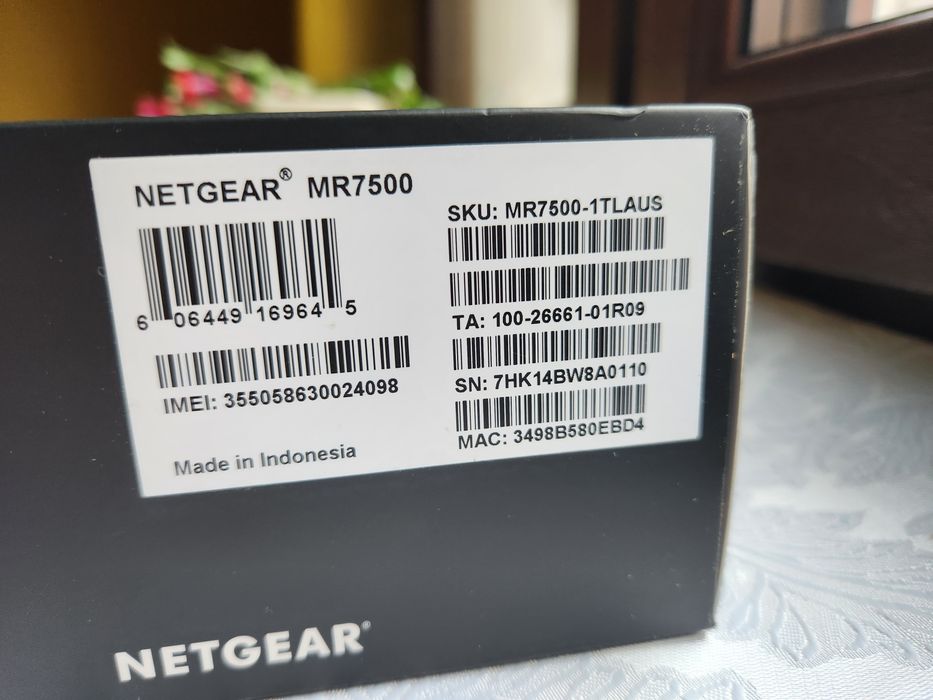 NETGEAR® MR7500
6 06449 16964 5
IMEI: 355058630024098
Made in Indonesia
SKU: MR7500-1TLAUS
TA: 100-26661-01R09
SN: 7HK14BW8A0110
MAC: 3498B580EBD4
NETGEAR®